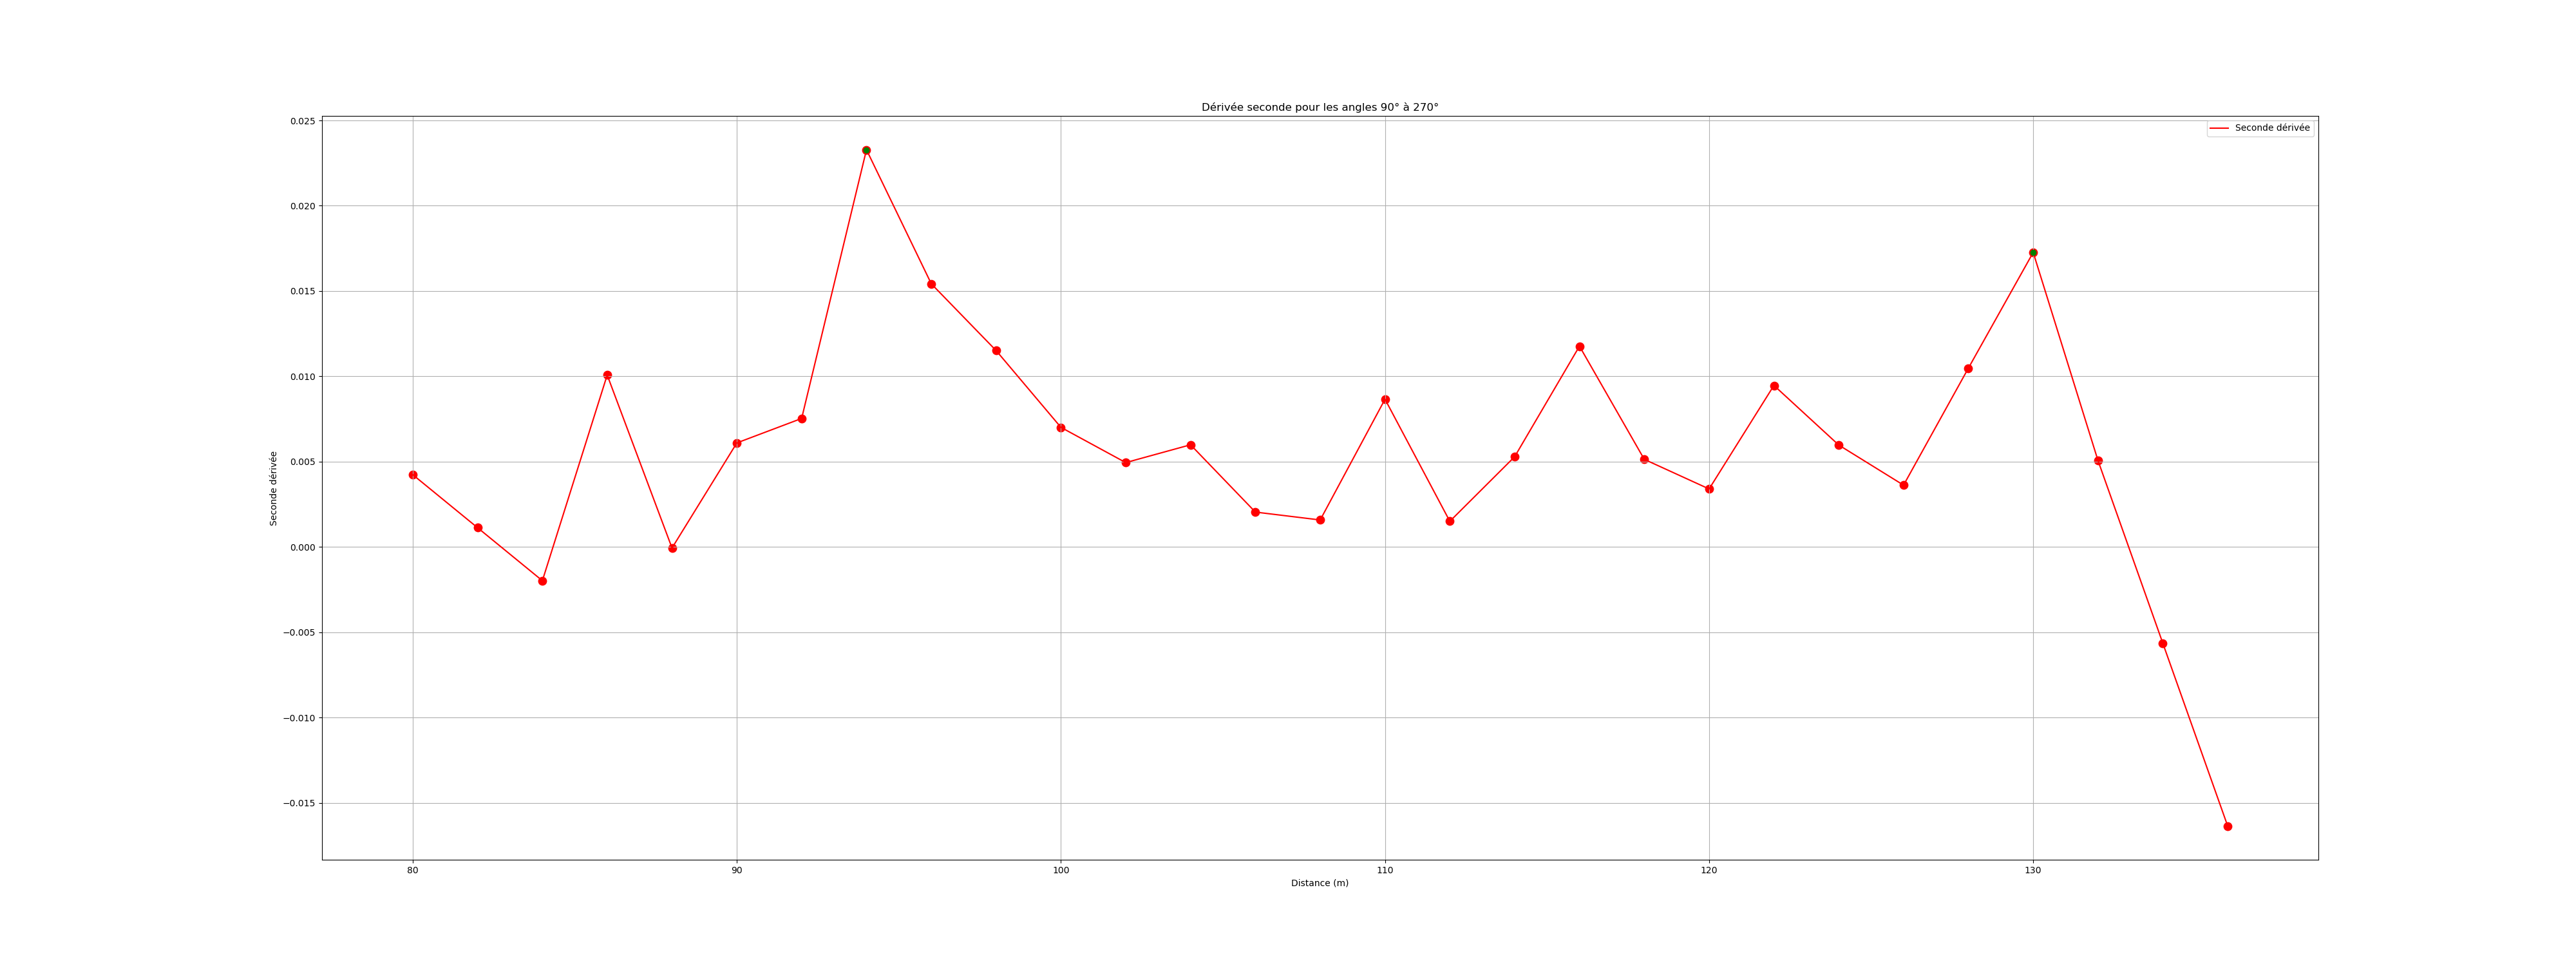 Dérivée seconde pour les angles 90° à 270°
Seconde dérivée
0.025
0.020
0.015
0.010
0.005
0.000
−0.005
−0.010
−0.015
Seconde dérivée
80 90 100 110 120 130
Distance (m)